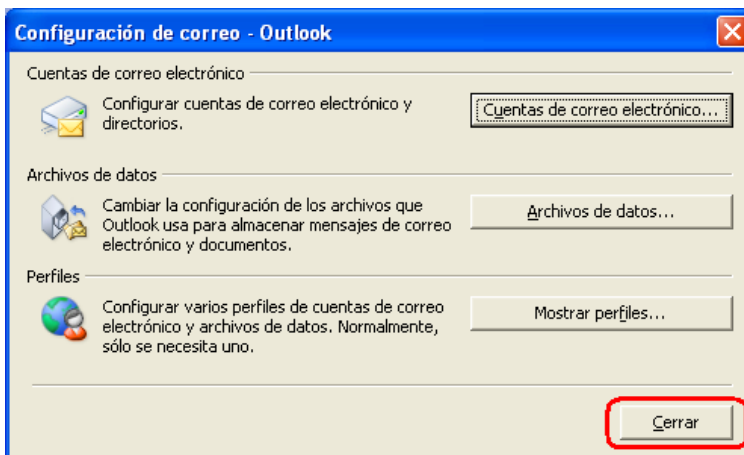 Configuración de correo - Outlook
Cuentas de correo electrónico
Configurar cuentas de correo electrónico y
directorios.
Cuentas de correo electrónico...
Archivos de datos
Cambiar la configuración de los archivos que
Outlook usa para almacenar mensajes de correo
electrónico y documentos.
Archivos de datos...
Perfiles
Configurar varios perfiles de cuentas de correo
electrónico y archivos de datos. Normalmente,
sólo se necesita uno.
Mostrar perfiles...
Cerrar